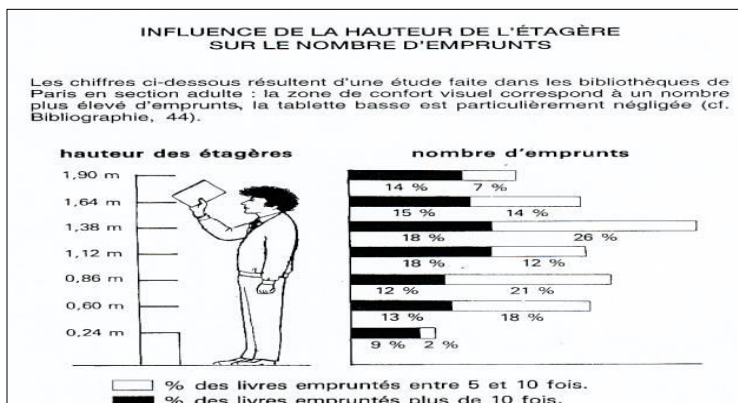 INFLUENCE DE LA HAUTEUR DE L'ÉTAGÈRE
SUR LE NOMBRE D'EMPRUNTS
Les chiffres ci-dessous résultent d'une étude faite dans les bibliothèques de
Paris en section adulte : la zone de confort visuel correspond à un nombre
plus élevé d'emprunts, la tablette basse est particulièrement négligée (cf.
Bibliographie, 44).
hauteur des étagères
1,90 m
1,64 m
1,38 m
1,12 m
0,86 m
0,60 m
0,24 m
nombre d'emprunts
14 % 7 %
15 % 14 %
18 % 26 %
18 % 12 %
12 % 21 %
13 % 18 %
9 % 2 %
% des livres empruntés entre 5 et 10 fois.
% des livres empruntés plus de 10 fois.